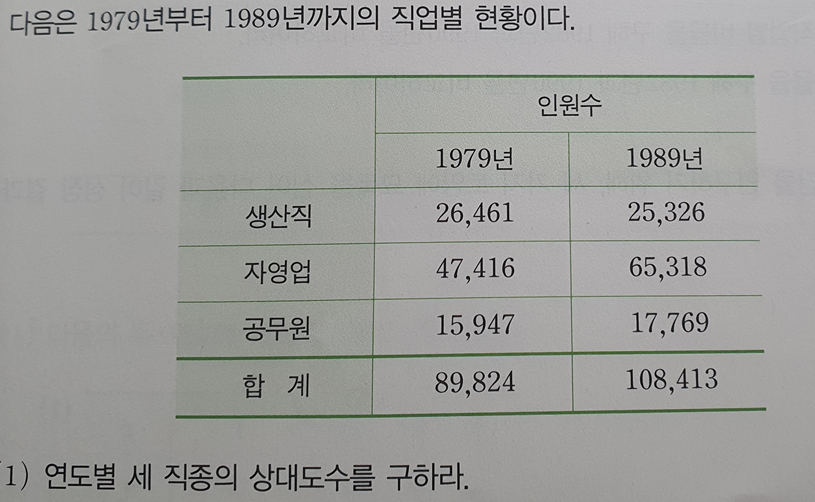 다음은 1979년부터 1989년까지의 직업별 현황이다.
인원수
1979년 1989년
생산직 26,461 25,326
자영업 47,416 65,318
공무원 15,947 17,769
합 계 89,824 108,413
1) 연도별 세 직종의 상대도수를 구하라.